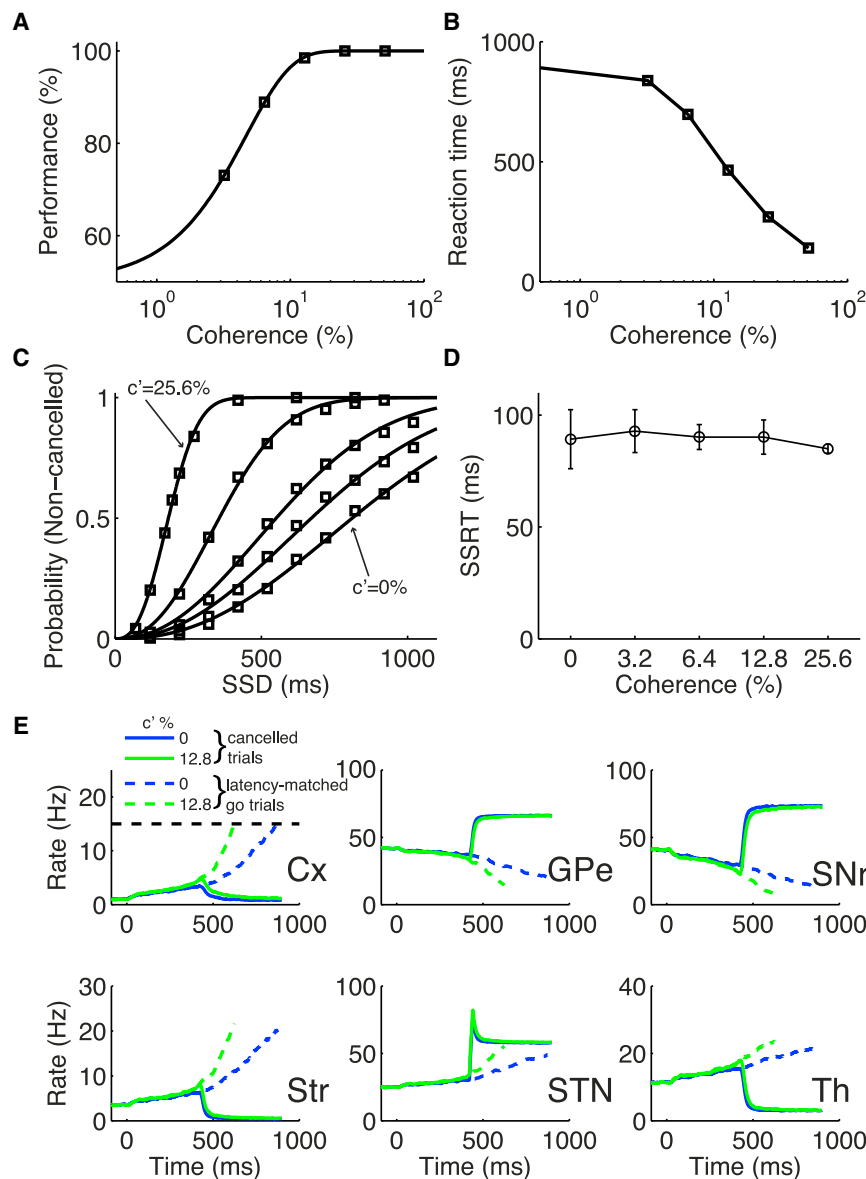 A
Performance (%)
100
80
60
10^0
10^1
10^2
Coherence (%)
B
Reaction time (ms)
1000
500
0
10^0
10^1
10^2
Coherence (%)
C
Probability (Non−cancelled)
1
0.5
0
c'=25.6%
c'=0%
0
500
1000
SSD (ms)
D
SSRT (ms)
100
50
0
0
3.2
6.4
12.8
25.6
Coherence (%)
E
c' %
0
12.8
cancelled
trials
0
12.8
latency-matched
go trials
Rate (Hz)
20
10
0
Cx
0
500
1000
100
50
0
GPe
0
500
1000
100
50
0
SNr
0
500
1000
Rate (Hz)
30
20
10
0
Str
0
500
1000
Time (ms)
100
50
0
STN
0
500
1000
Time (ms)
40
20
0
Th
0
500
1000
Time (ms)